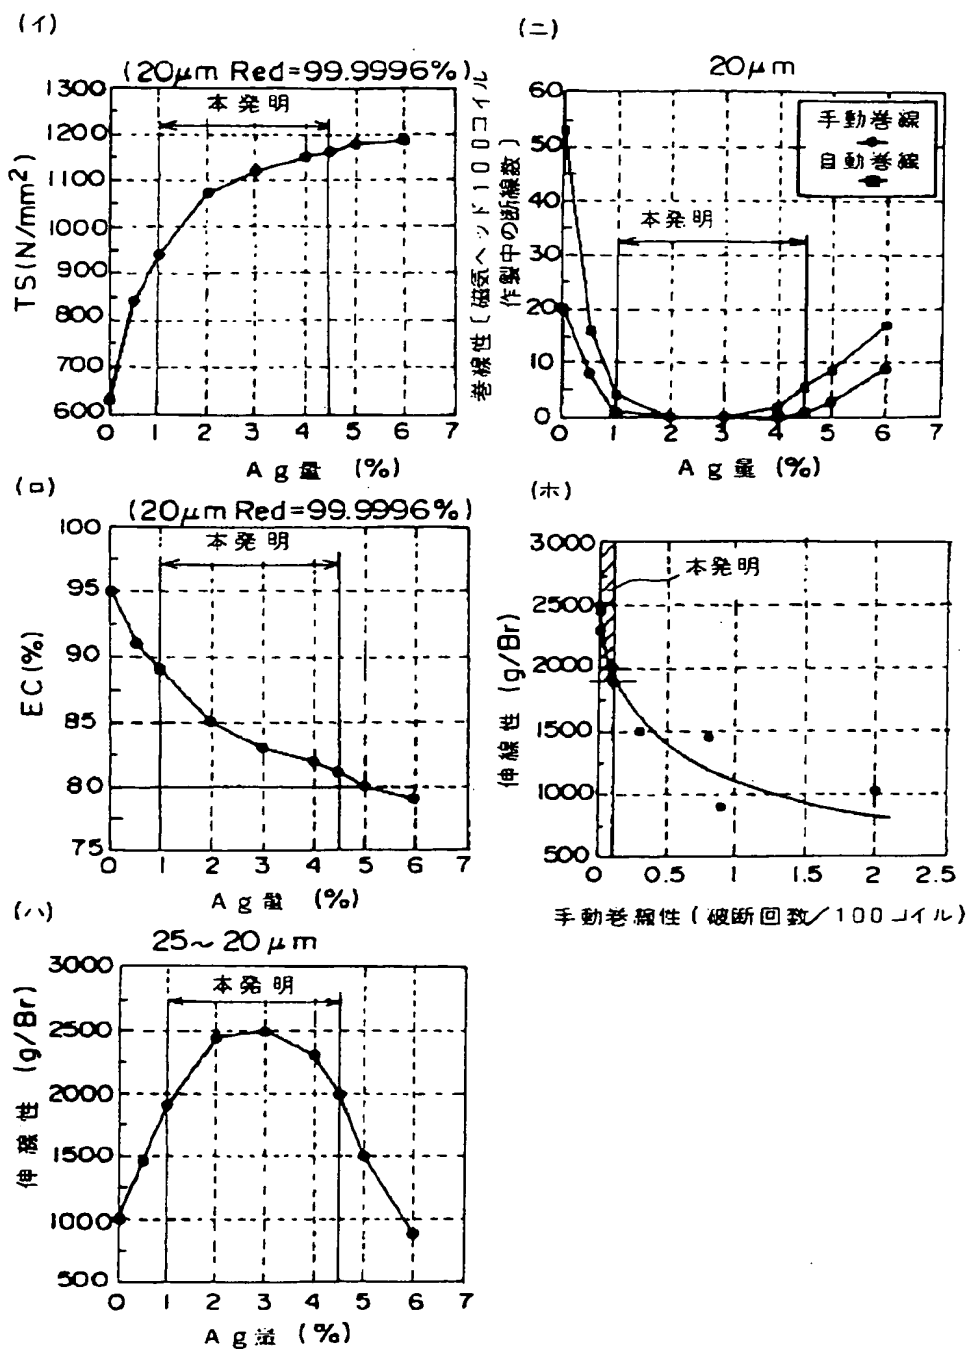 (イ)
(20μm Red=99.9996%)
本発明
1300
1200
1100
1000
900
800
700
600
TS(N/mm²)
0 1 2 3 4 5 6 7
Ag量 (%)
(ニ)
20μm
手動巻線
自動巻線
本発明
60
50
40
30
20
10
0
巻線性〔磁気ヘッド100コイル
作製中の断線数〕
0 1 2 3 4 5 6 7
Ag量 (%)
(ロ)
(20μm Red=99.9996%)
本発明
100
95
90
85
80
75
EC(%)
0 1 2 3 4 5 6 7
Ag量 (%)
(ホ)
本発明
3000
2500
2000
1500
1000
500
伸線性 (g/Br)
0 0.5 1 1.5 2 2.5
手動巻線性(破断回数/100コイル)
(ハ)
25~20μm
本発明
3000
2500
2000
1500
1000
500
伸線性 (g/Br)
0 1 2 3 4 5 6 7
Ag量 (%)